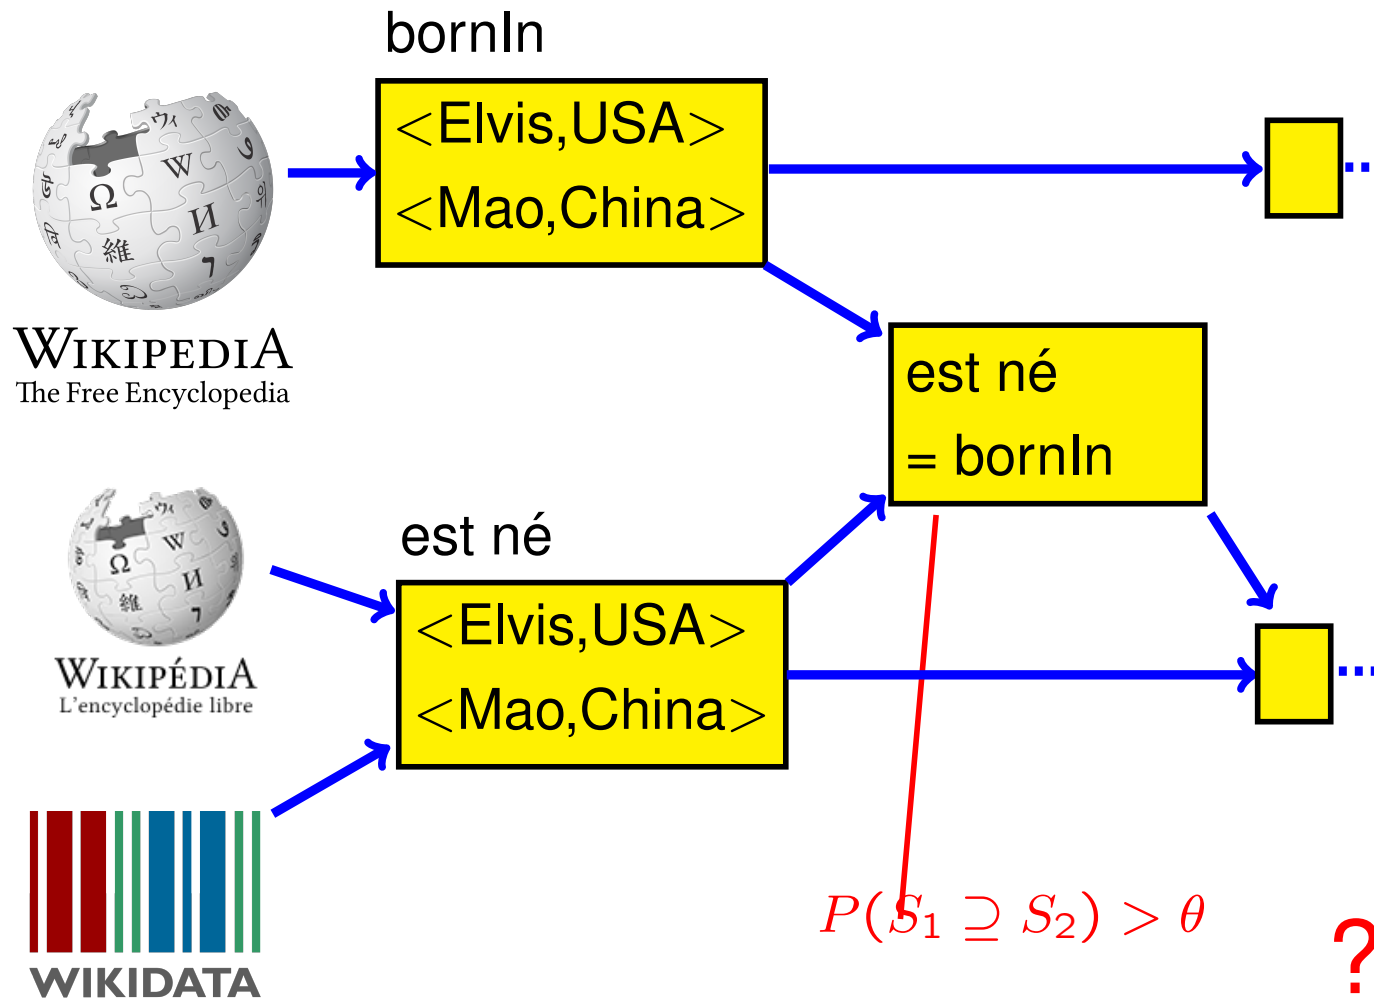 bornIn
<Elvis,USA>
<Mao,China>
WIKIPEDIA
The Free Encyclopedia
est né
= bornIn
est né
<Elvis,USA>
<Mao,China>
WIKIPÉDIA
L'encyclopédie libre
P(S₁ ⊇ S₂) > θ
?
WIKIDATA